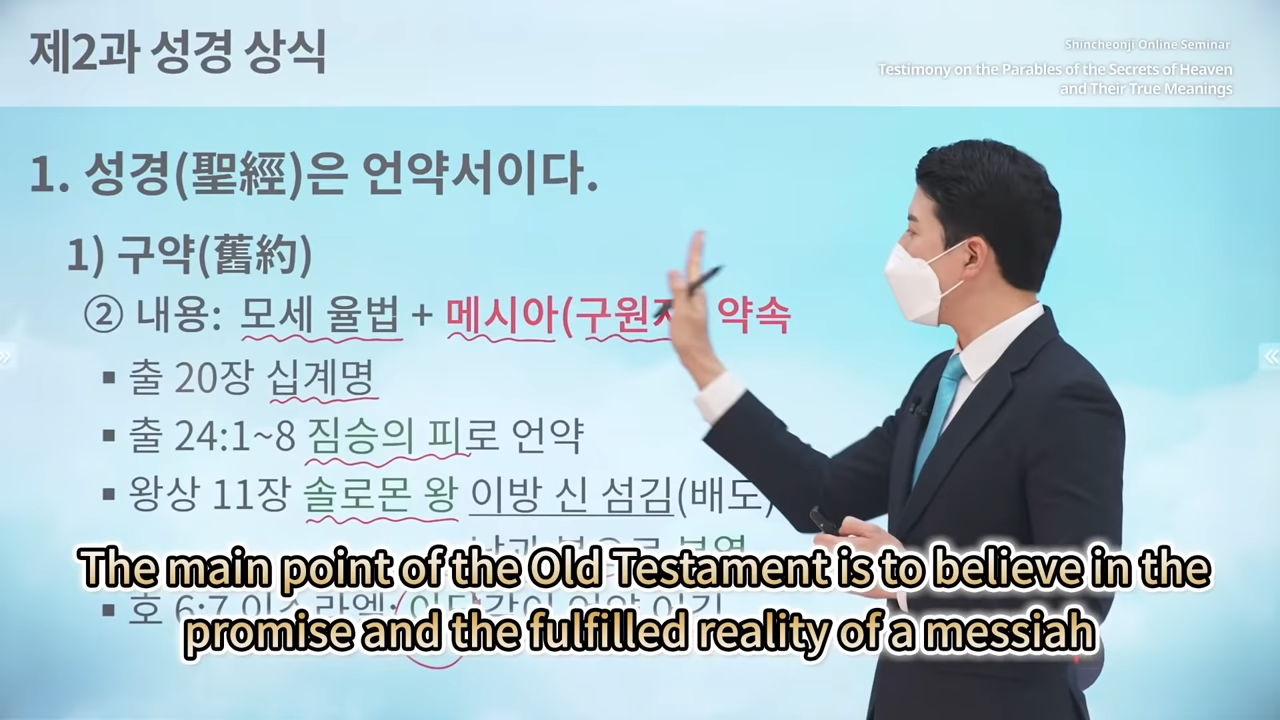 제2과 성경 상식
Shincheonji Online Seminar
Testimony on the Parables of the Secrets of Heaven
and Their True Meanings
1. 성경(聖經)은 언약서이다.
1) 구약(舊約)
② 내용: 모세 율법 + 메시아(구원자 약속
▪ 출 20장 십계명
▪ 출 24:1~8 짐승의 피로 언약
▪ 왕상 11장 솔로몬 왕 이방 신 섬김(배도)
▪ 호 6:7
The main point of the Old Testament is to believe in the
promise and the fulfilled reality of a messiah